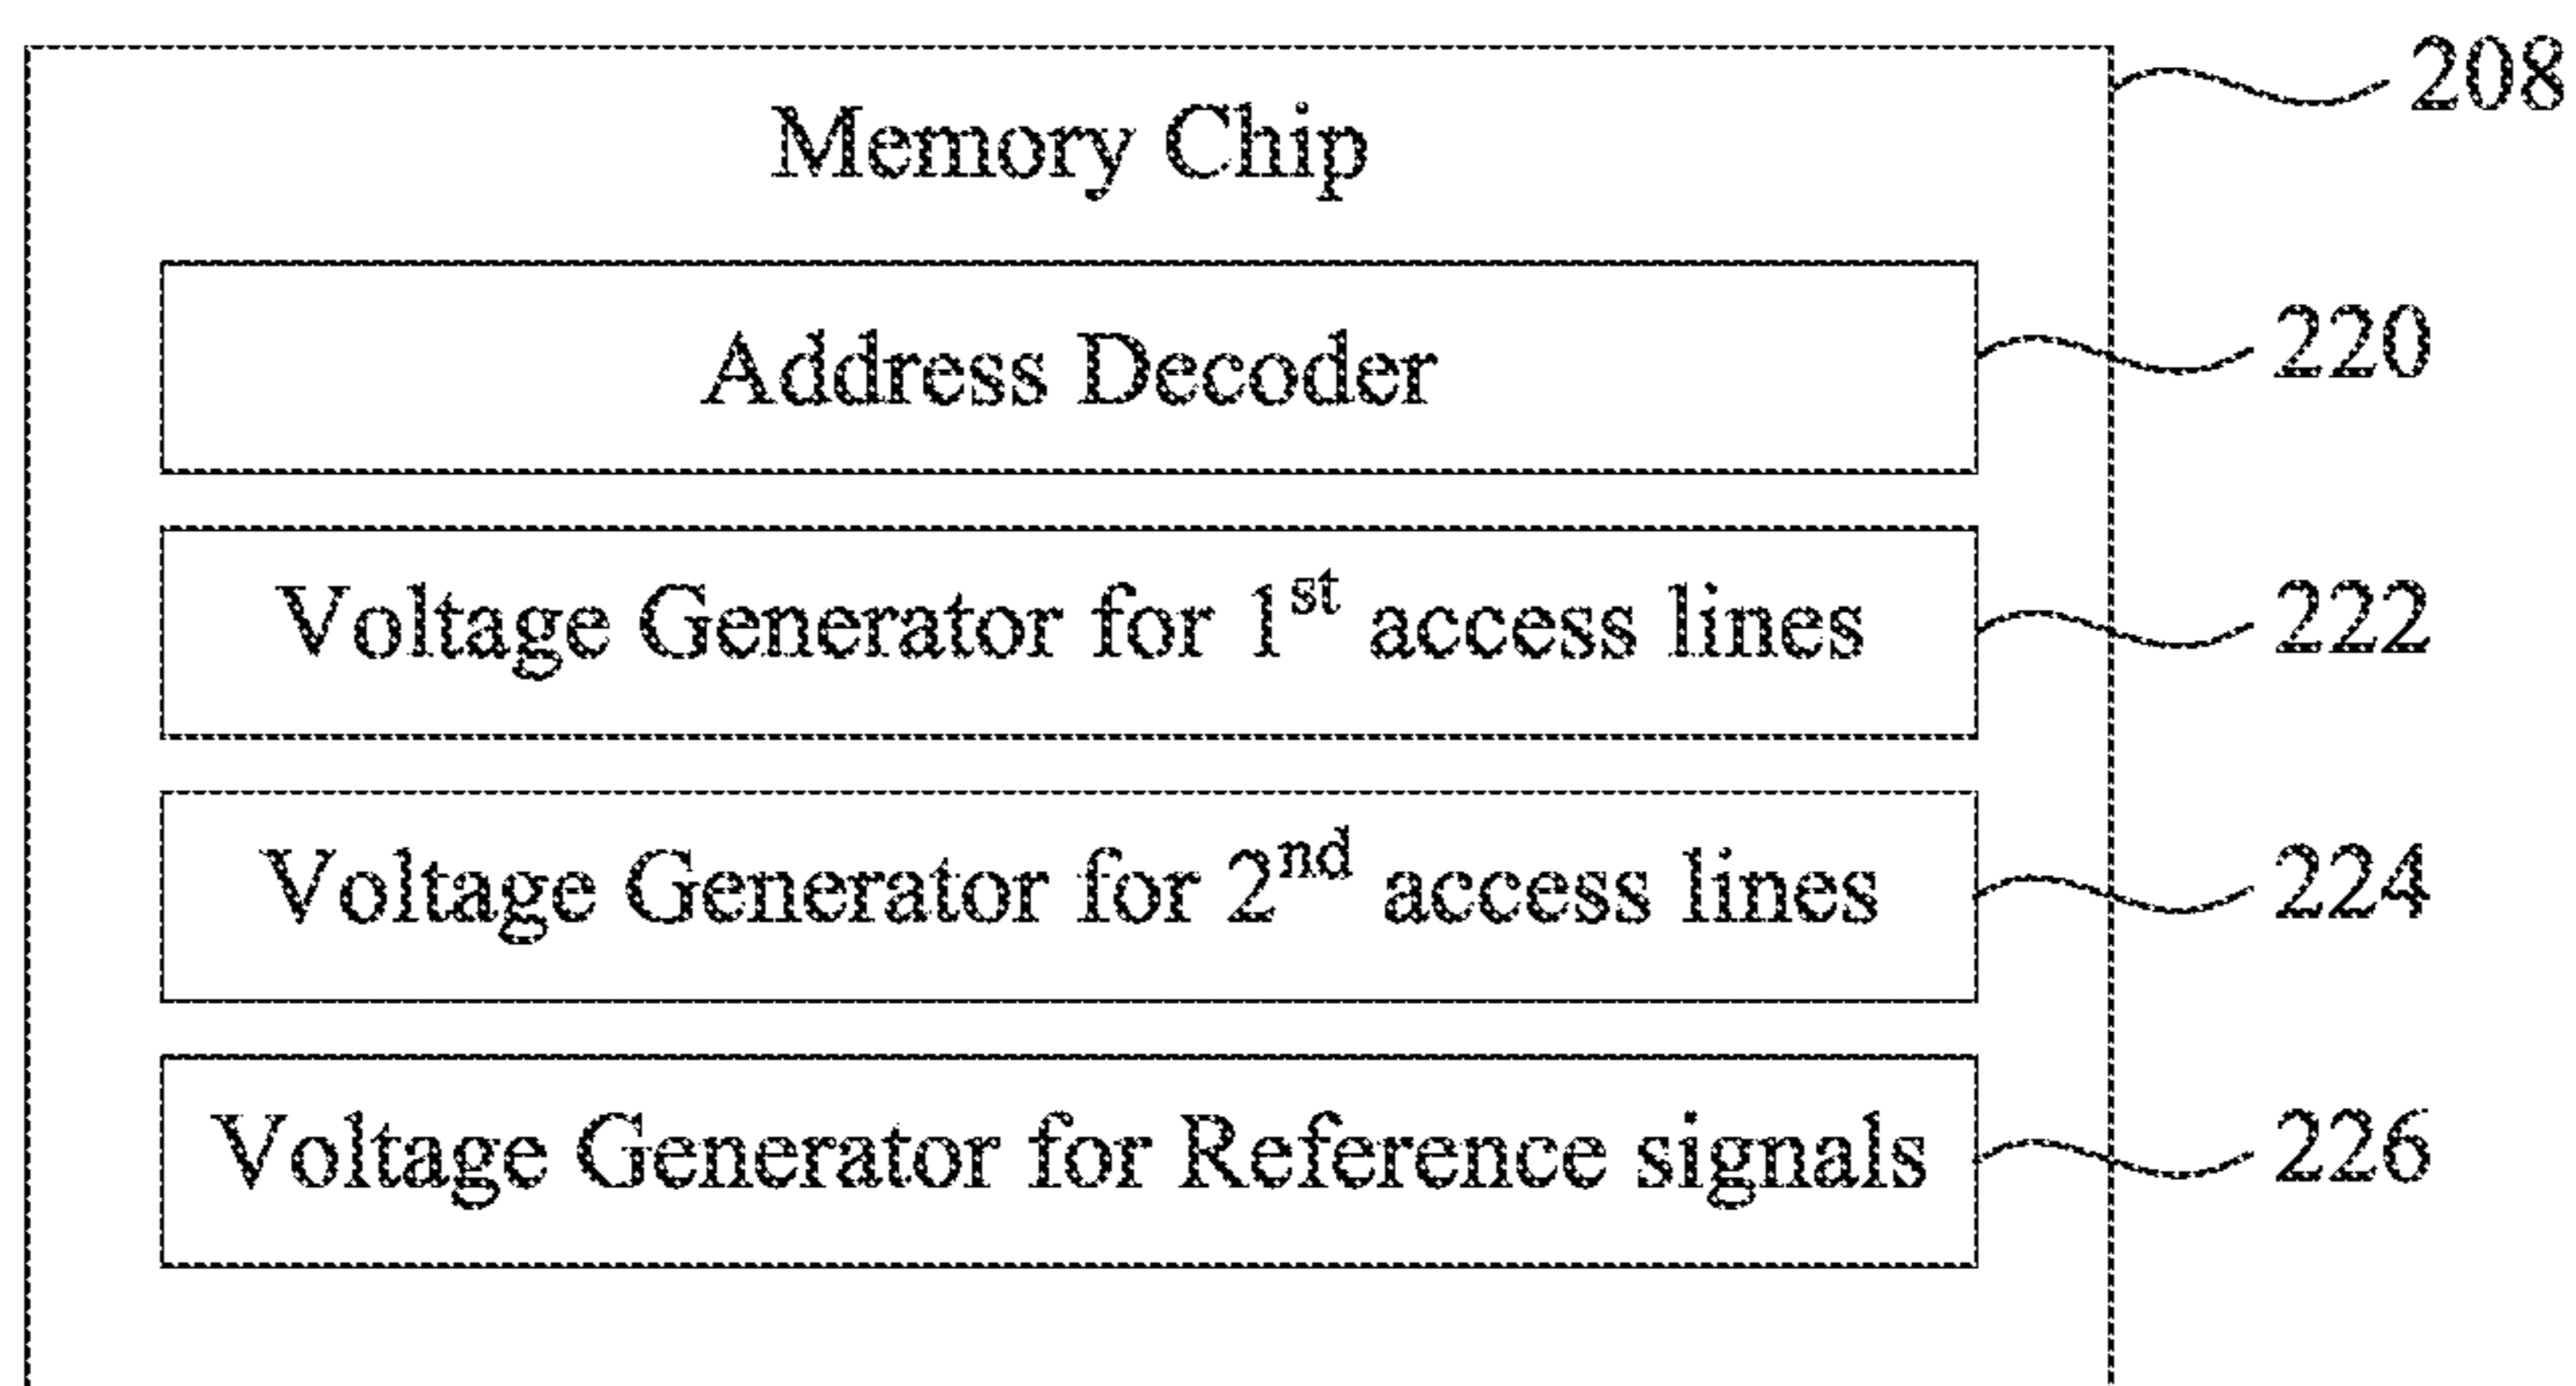 208
Memory Chip
Address Decoder 220
Voltage Generator for 1st access lines 222
Voltage Generator for 2nd access lines 224
Voltage Generator for Reference signals 226